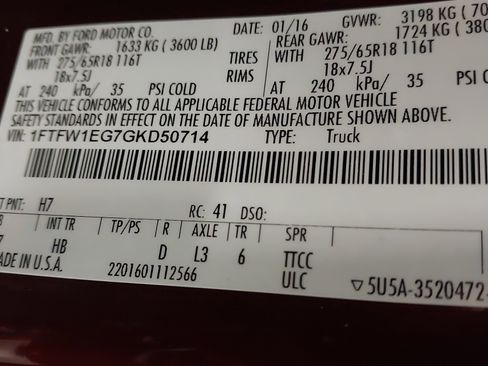 MFD. BY FORD MOTOR CO. DATE: 01/16 GVWR: 3198 KG ( 70
FRONT GAWR: 1633 KG ( 3600 LB) REAR GAWR: 1724 KG ( 380
WITH 275/65R18 116T TIRES WITH 275/65R18 116T
18x7.5J RIMS 18x7.5J
AT 240 kPa/ 35 PSI COLD AT 240 kPa/ 35 PSI COL
THIS VEHICLE CONFORMS TO ALL APPLICABLE FEDERAL MOTOR VEHICLE
SAFETY STANDARDS IN EFFECT ON THE DATE OF MANUFACTURE SHOWN ABOVE.
VIN: 1FTFW1EG7GKD50714 TYPE: Truck
T PNT: H7 RC: 41 DSO:
INT TR TP/PS R AXLE TR SPR
HB D L3 6 TTCC
ADE IN U.S.A. 2201601112566 ULC ▽5U5A-3520472-